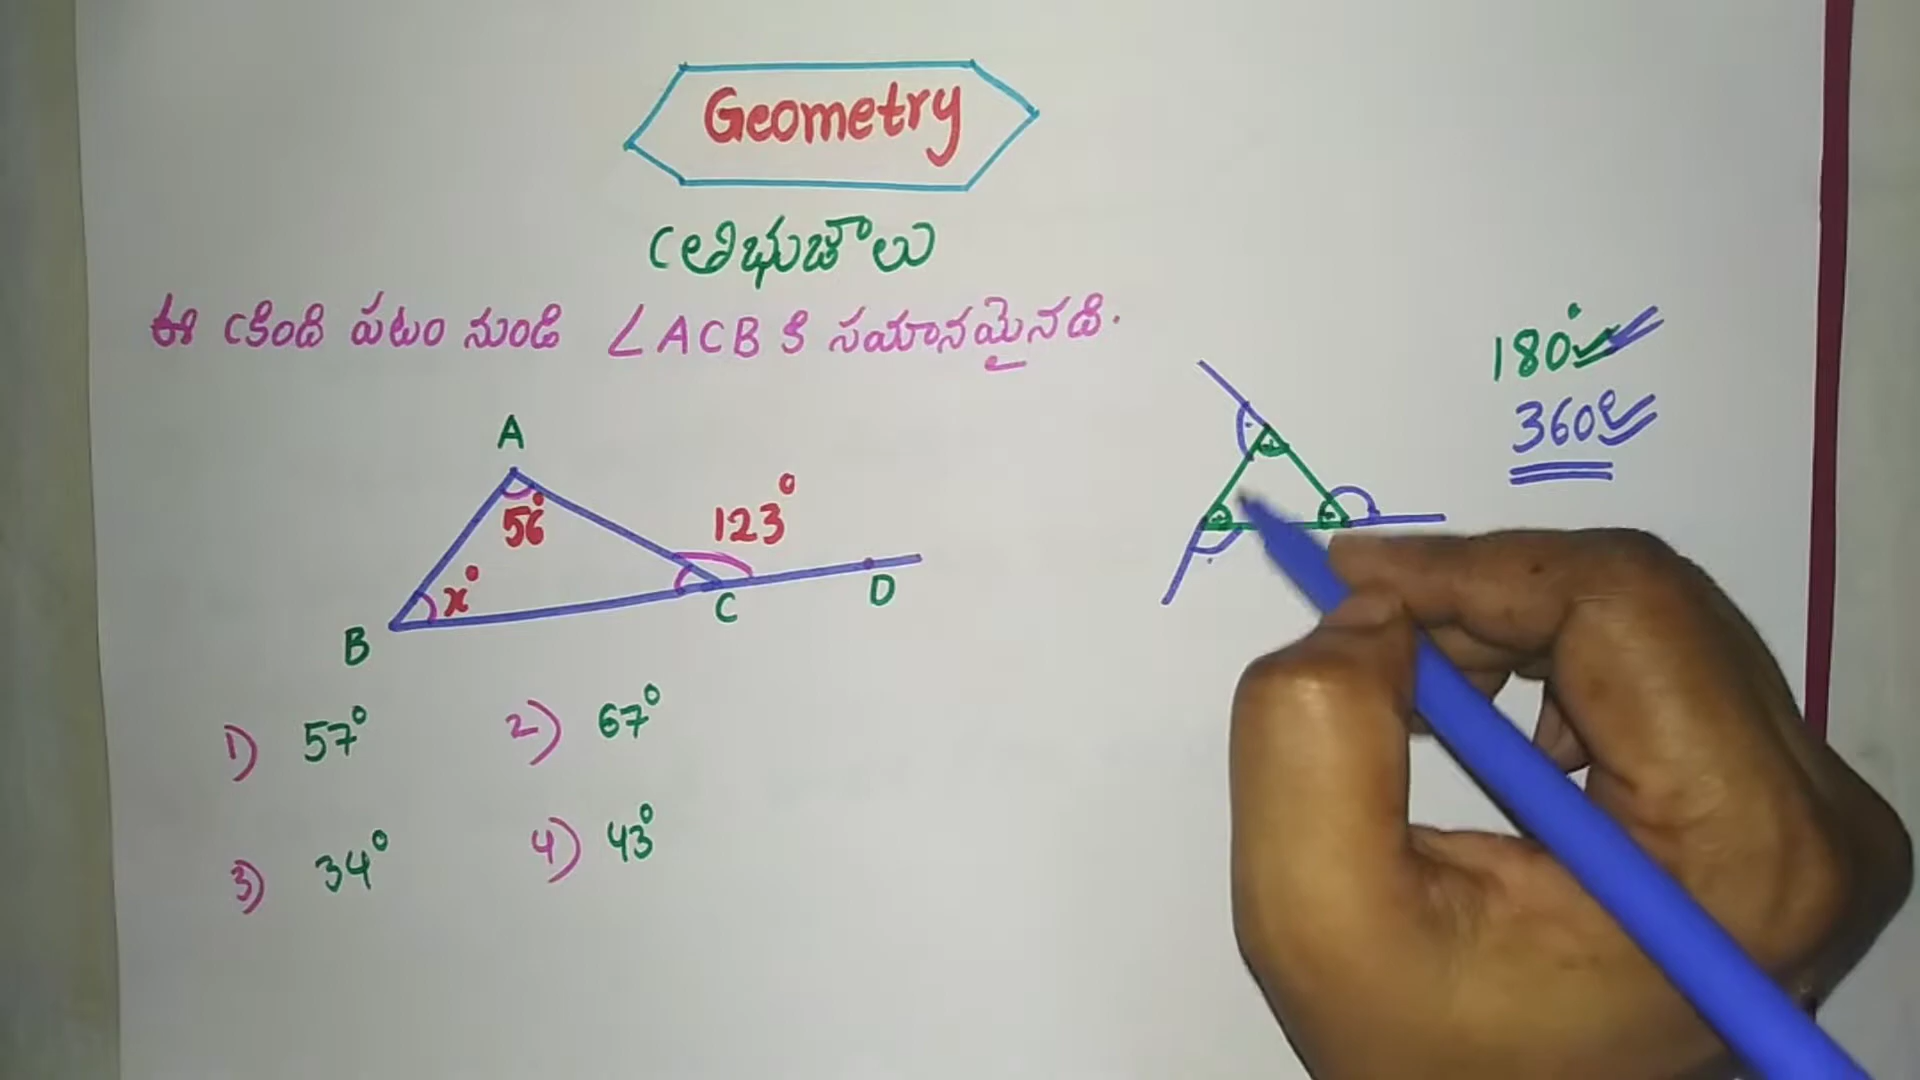 Geometry
త్రిభుజాలు
ఈ క్రింది పటం నుండి ∠ACB కి సమానమైనది.
180°
360°
A
56°
123°
x°
B
C
D
1) 57°
2) 67°
3) 34°
4) 43°